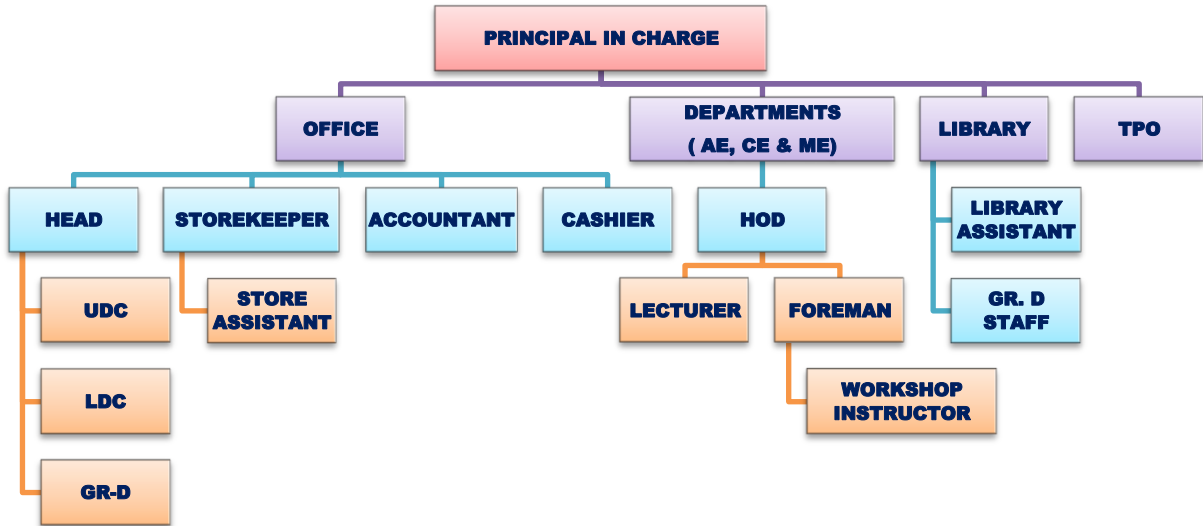 PRINCIPAL IN CHARGE
OFFICE
DEPARTMENTS
( AE, CE & ME)
LIBRARY
TPO
HEAD
STOREKEEPER
ACCOUNTANT
CASHIER
HOD
LIBRARY
ASSISTANT
UDC
STORE
ASSISTANT
LECTURER
FOREMAN
GR. D
STAFF
LDC
WORKSHOP
INSTRUCTOR
GR-D